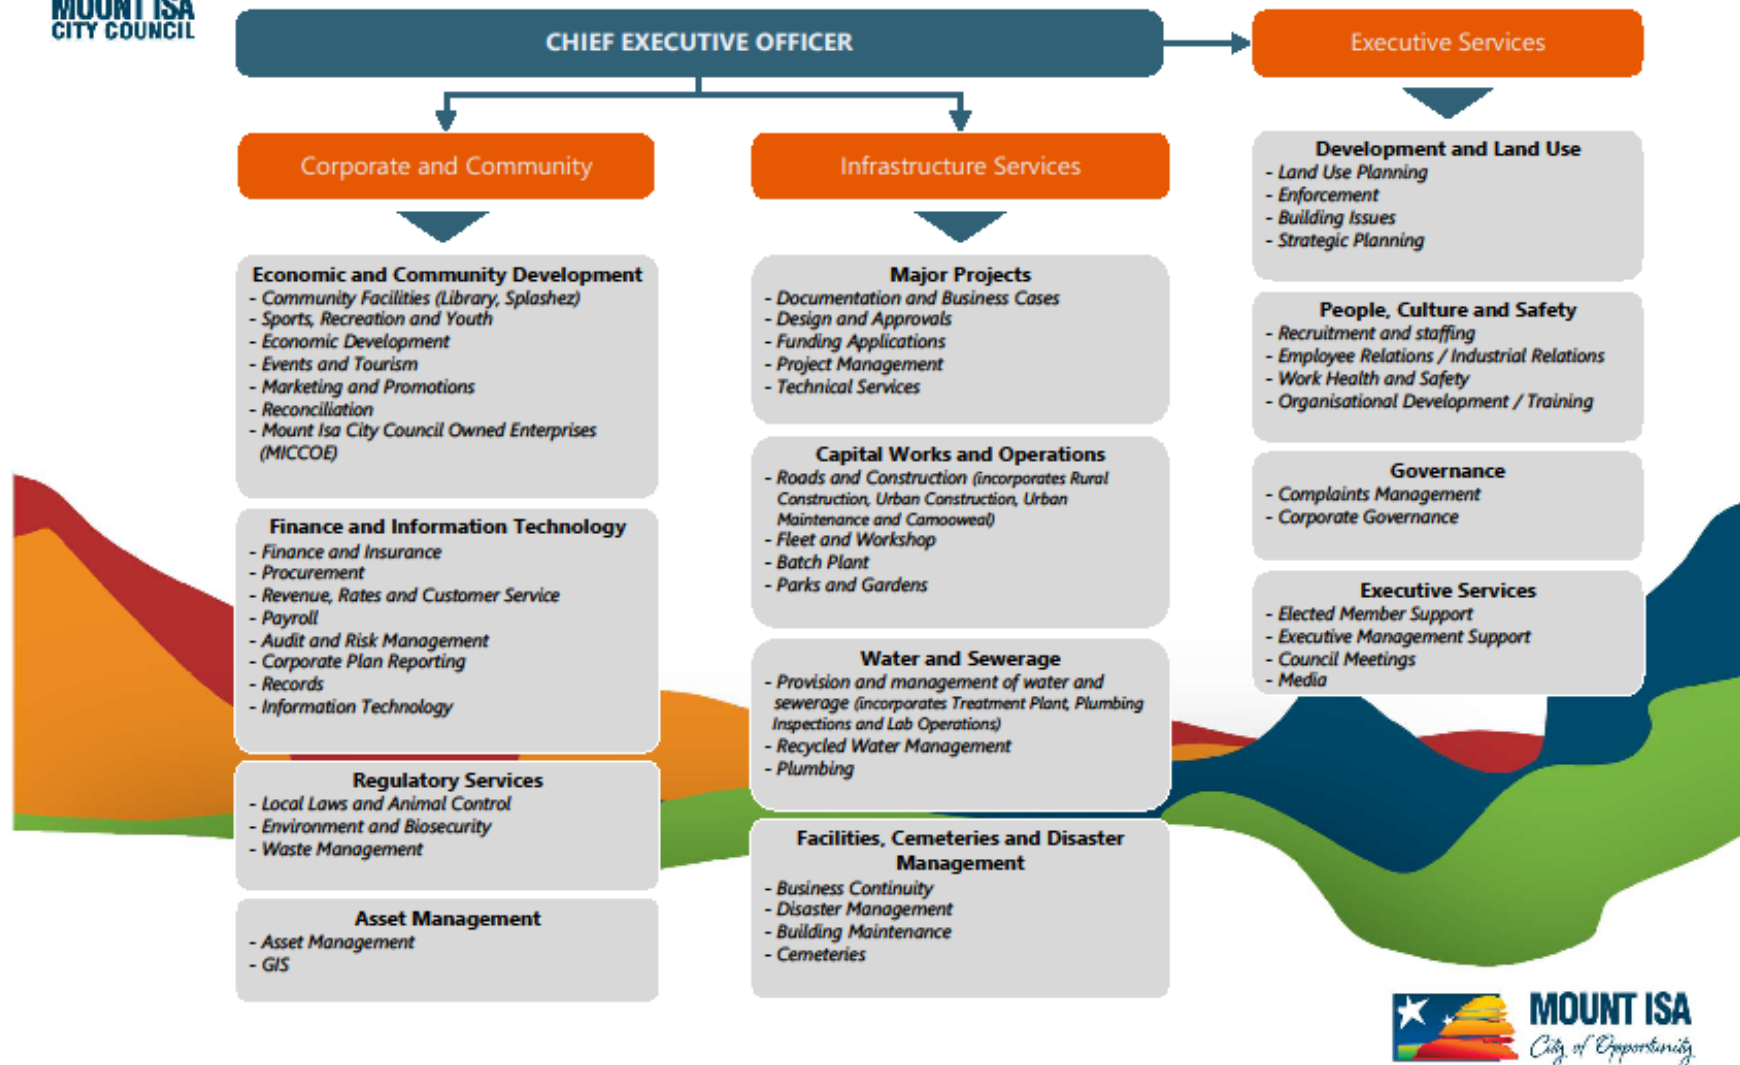 MOUNT ISA
CITY COUNCIL
CHIEF EXECUTIVE OFFICER
Executive Services
Corporate and Community
Infrastructure Services
Economic and Community Development
- Community Facilities (Library, Splashez)
- Sports, Recreation and Youth
- Economic Development
- Events and Tourism
- Marketing and Promotions
- Reconciliation
- Mount Isa City Council Owned Enterprises
(MICCOE)
Finance and Information Technology
- Finance and Insurance
- Procurement
- Revenue, Rates and Customer Service
- Payroll
- Audit and Risk Management
- Corporate Plan Reporting
- Records
- Information Technology
Regulatory Services
- Local Laws and Animal Control
- Environment and Biosecurity
- Waste Management
Asset Management
- Asset Management
- GIS
Major Projects
- Documentation and Business Cases
- Design and Approvals
- Funding Applications
- Project Management
- Technical Services
Capital Works and Operations
- Roads and Construction (incorporates Rural
Construction, Urban Construction, Urban
Maintenance and Camooweal)
- Fleet and Workshop
- Batch Plant
- Parks and Gardens
Water and Sewerage
- Provision and management of water and
sewerage (incorporates Treatment Plant, Plumbing
Inspections and Lab Operations)
- Recycled Water Management
- Plumbing
Facilities, Cemeteries and Disaster
Management
- Business Continuity
- Disaster Management
- Building Maintenance
- Cemeteries
Development and Land Use
- Land Use Planning
- Enforcement
- Building Issues
- Strategic Planning
People, Culture and Safety
- Recruitment and staffing
- Employee Relations / Industrial Relations
- Work Health and Safety
- Organisational Development / Training
Governance
- Complaints Management
- Corporate Governance
Executive Services
- Elected Member Support
- Executive Management Support
- Council Meetings
- Media
MOUNT ISA
City of Opportunity